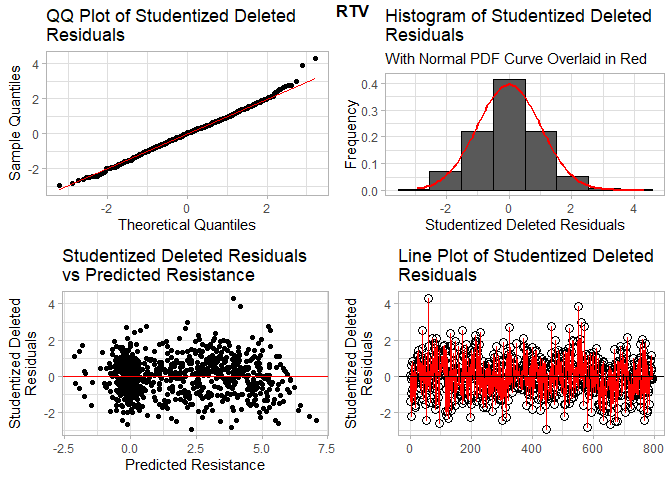 RTV
QQ Plot of Studentized Deleted
Residuals
Sample Quantiles
4
2
0
-2
-2
0
2
Theoretical Quantiles
Histogram of Studentized Deleted
Residuals
With Normal PDF Curve Overlaid in Red
Frequency
0.4
0.3
0.2
0.1
0.0
-2
0
2
4
Studentized Deleted Residuals
Studentized Deleted Residuals
vs Predicted Resistance
Studentized Deleted
Residuals
4
2
0
-2
-2.5
0.0
2.5
5.0
7.5
Predicted Resistance
Line Plot of Studentized Deleted
Residuals
Studentized Deleted
Residuals
4
2
0
-2
0
200
400
600
800